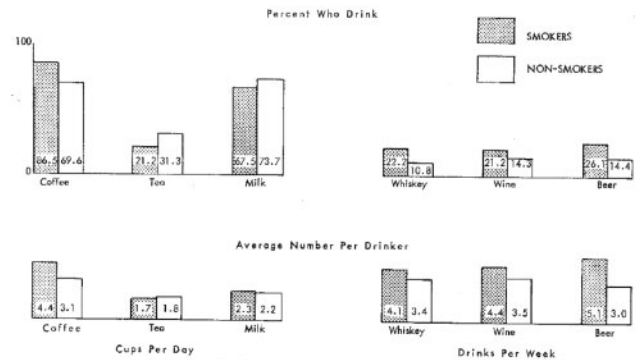 Percent Who Drink
100
SMOKERS
NON-SMOKERS
86.5 69.6 21.2 31.3 67.5 73.7 22.2 10.8 21.2 14.3 26.1 14.4
0
Coffee Tea Milk Whiskey Wine Beer
Average Number Per Drinker
4.4 3.1 1.7 1.8 2.3 2.2 4.1 3.4 4.4 3.5 5.1 3.0
Coffee Tea Milk Whiskey Wine Beer
Cups Per Day Drinks Per Week